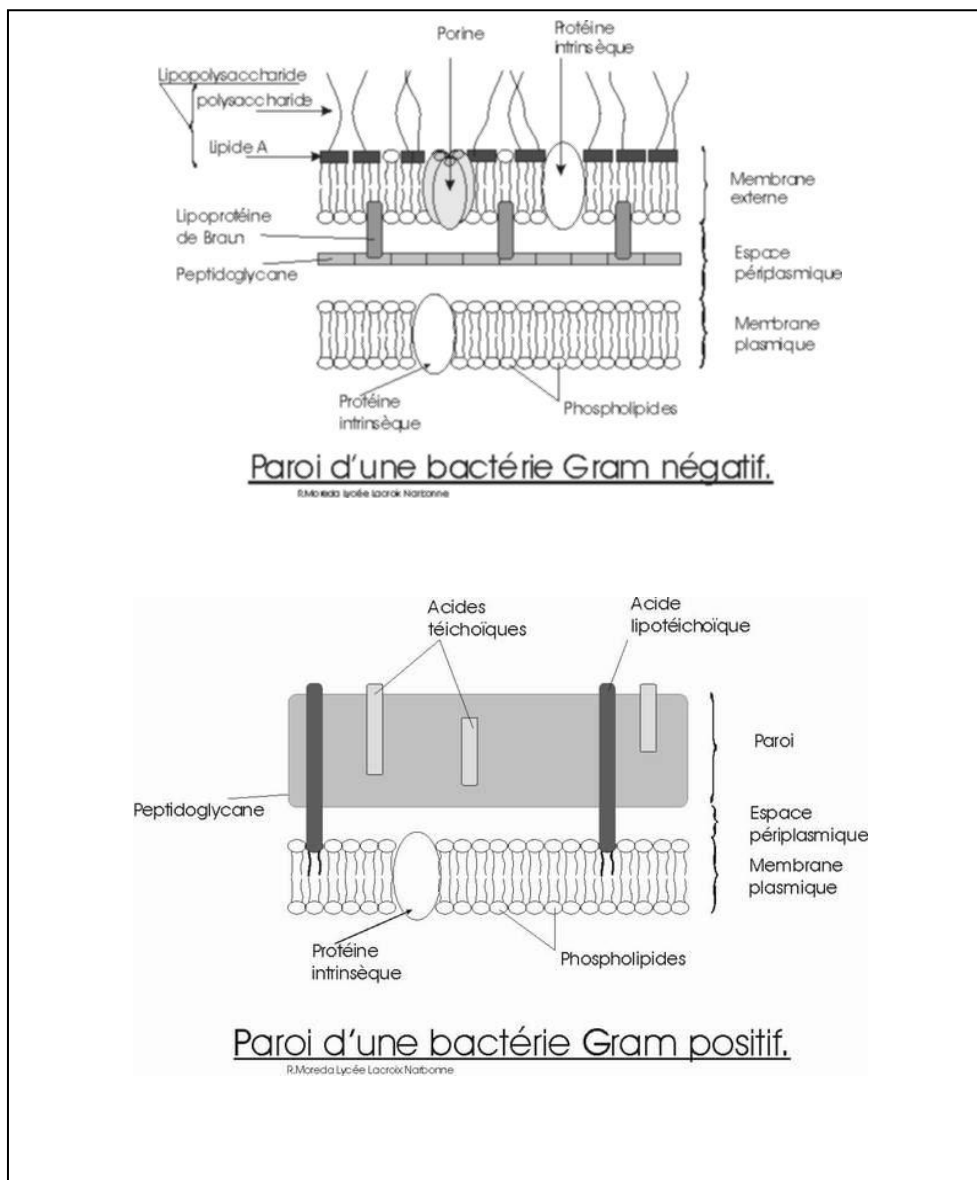 Porine
Protéine
intrinsèque
Lipopolysaccharide
polysaccharide
Lipide A
Membrane
externe
Lipoprotéine
de Braun
Peptidoglycane
Espace
périplasmique
Membrane
plasmique
Protéine
intrinsèque
Phospholipides
Paroi d'une bactérie Gram négatif.
R.Moreda Lycée Lacroix Narbonne
Acides
téichoïques
Acide
lipotéichoïque
Paroi
Peptidoglycane
Espace
périplasmique
Membrane
plasmique
Protéine
intrinsèque
Phospholipides
Paroi d'une bactérie Gram positif.
R.Moreda Lycée Lacroix Narbonne